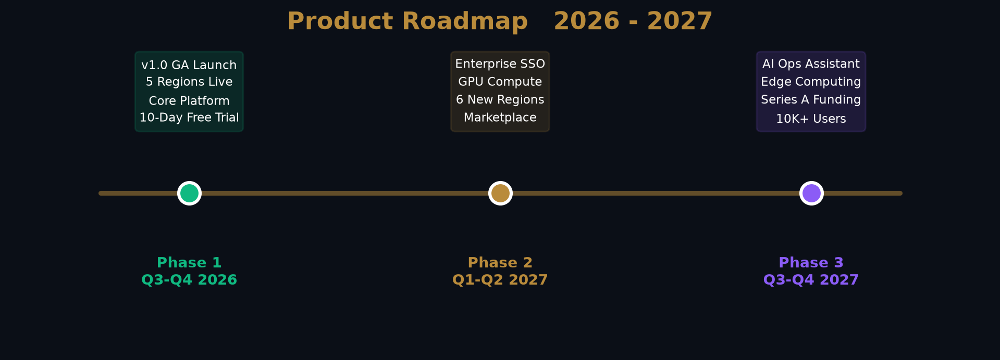 Product Roadmap 2026 - 2027
v1.0 GA Launch
5 Regions Live
Core Platform
10-Day Free Trial
Enterprise SSO
GPU Compute
6 New Regions
Marketplace
AI Ops Assistant
Edge Computing
Series A Funding
10K+ Users
Phase 1
Q3-Q4 2026
Phase 2
Q1-Q2 2027
Phase 3
Q3-Q4 2027